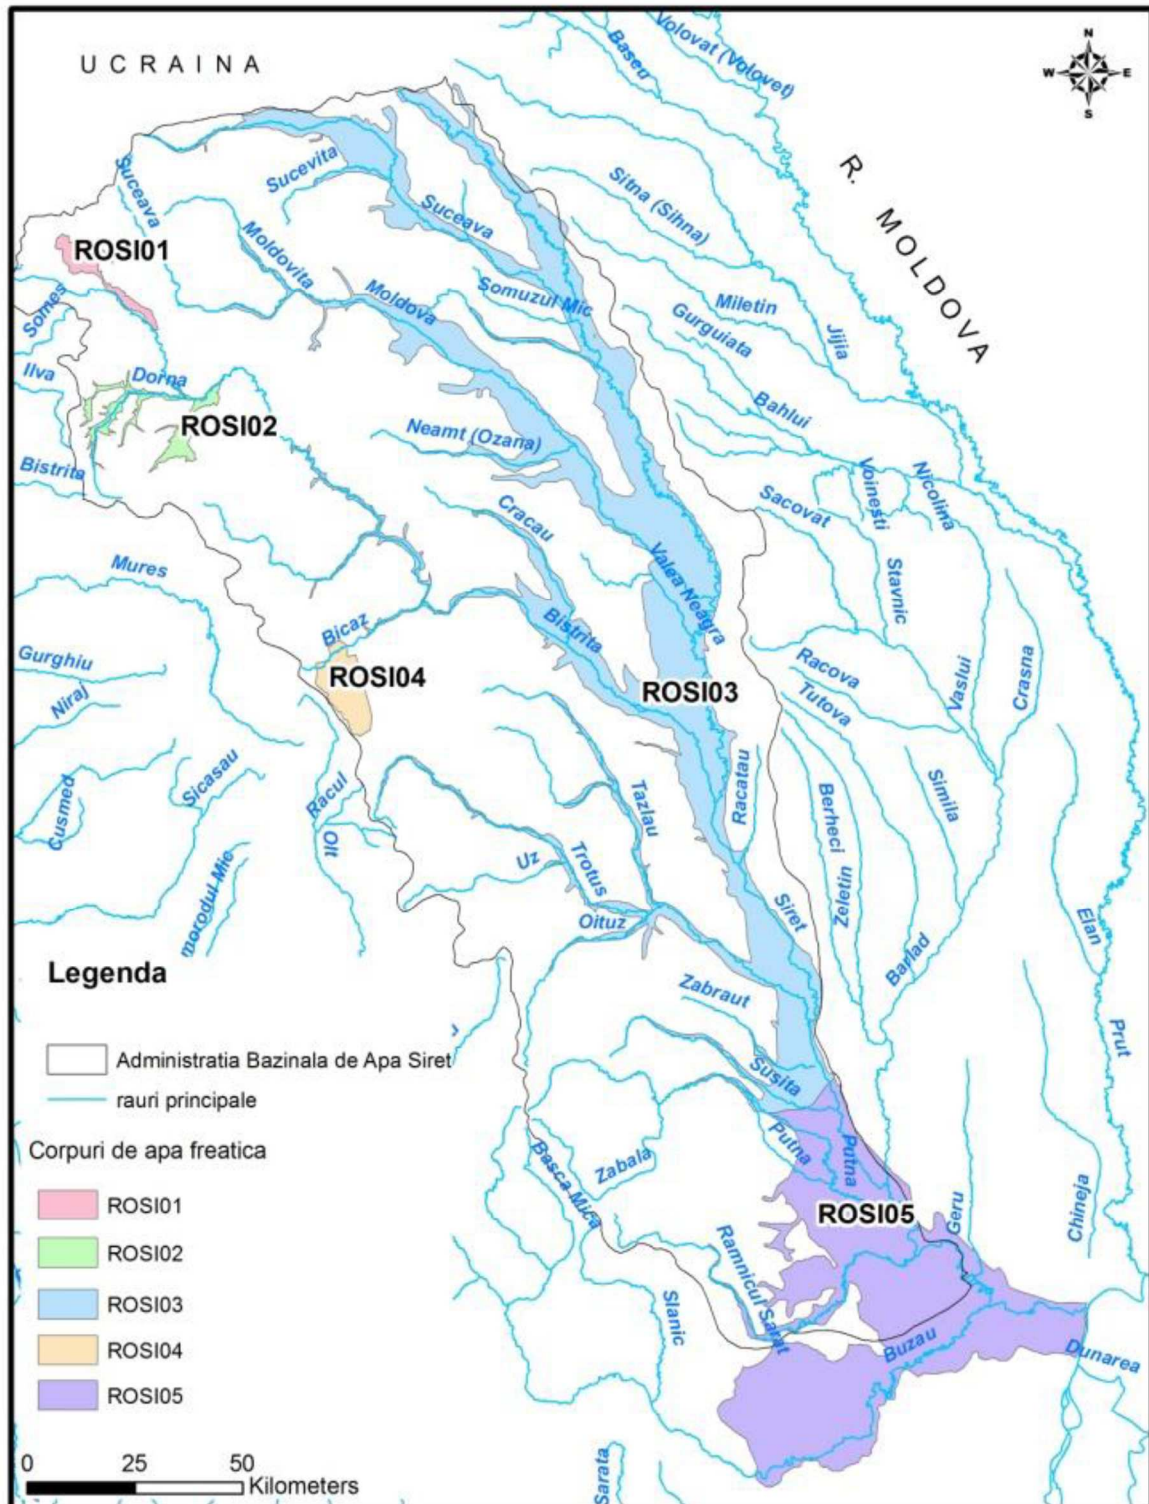 UCRAINA
Volovat (Volovet)
Baseu
N
W
E
S
R. MOLDOVA
Suceava
Sucevita
Suceava
Sitna (Sihna)
ROSI01
Moldovita
Moldova
Somuzul Mic
Miletin
Gurguiata
Jijia
Somes
Ilva
Dorna
ROSI02
Bahlui
Neamt (Ozana)
Bistrita
Cracau
Sacovat
Voinesti
Nicolina
Mures
Valea Neagra
Stavnic
Bicaz
Bistrita
Gurghiu
ROSI04
Niraj
ROSI03
Racova
Tutova
Vaslui
Crasna
Sicasau
Cusmed
Racul
Olt
Tazlau
Racatau
Berheci
Simila
morodul Mic
Uz
Trotus
Oituz
Zeletin
Siret
Barlad
Elan
Zabraut
Prut
Legenda
Administratia Bazinala de Apa Siret
rauri principale
Corpuri de apa freatica
ROSI01
ROSI02
ROSI03
ROSI04
ROSI05
Susita
Putna
Putna
Zabala
Basca Mica
ROSI05
Geru
Chineja
Ramnicul Sarat
Slanic
Buzau
Dunarea
Sarata
0 25 50
Kilometers